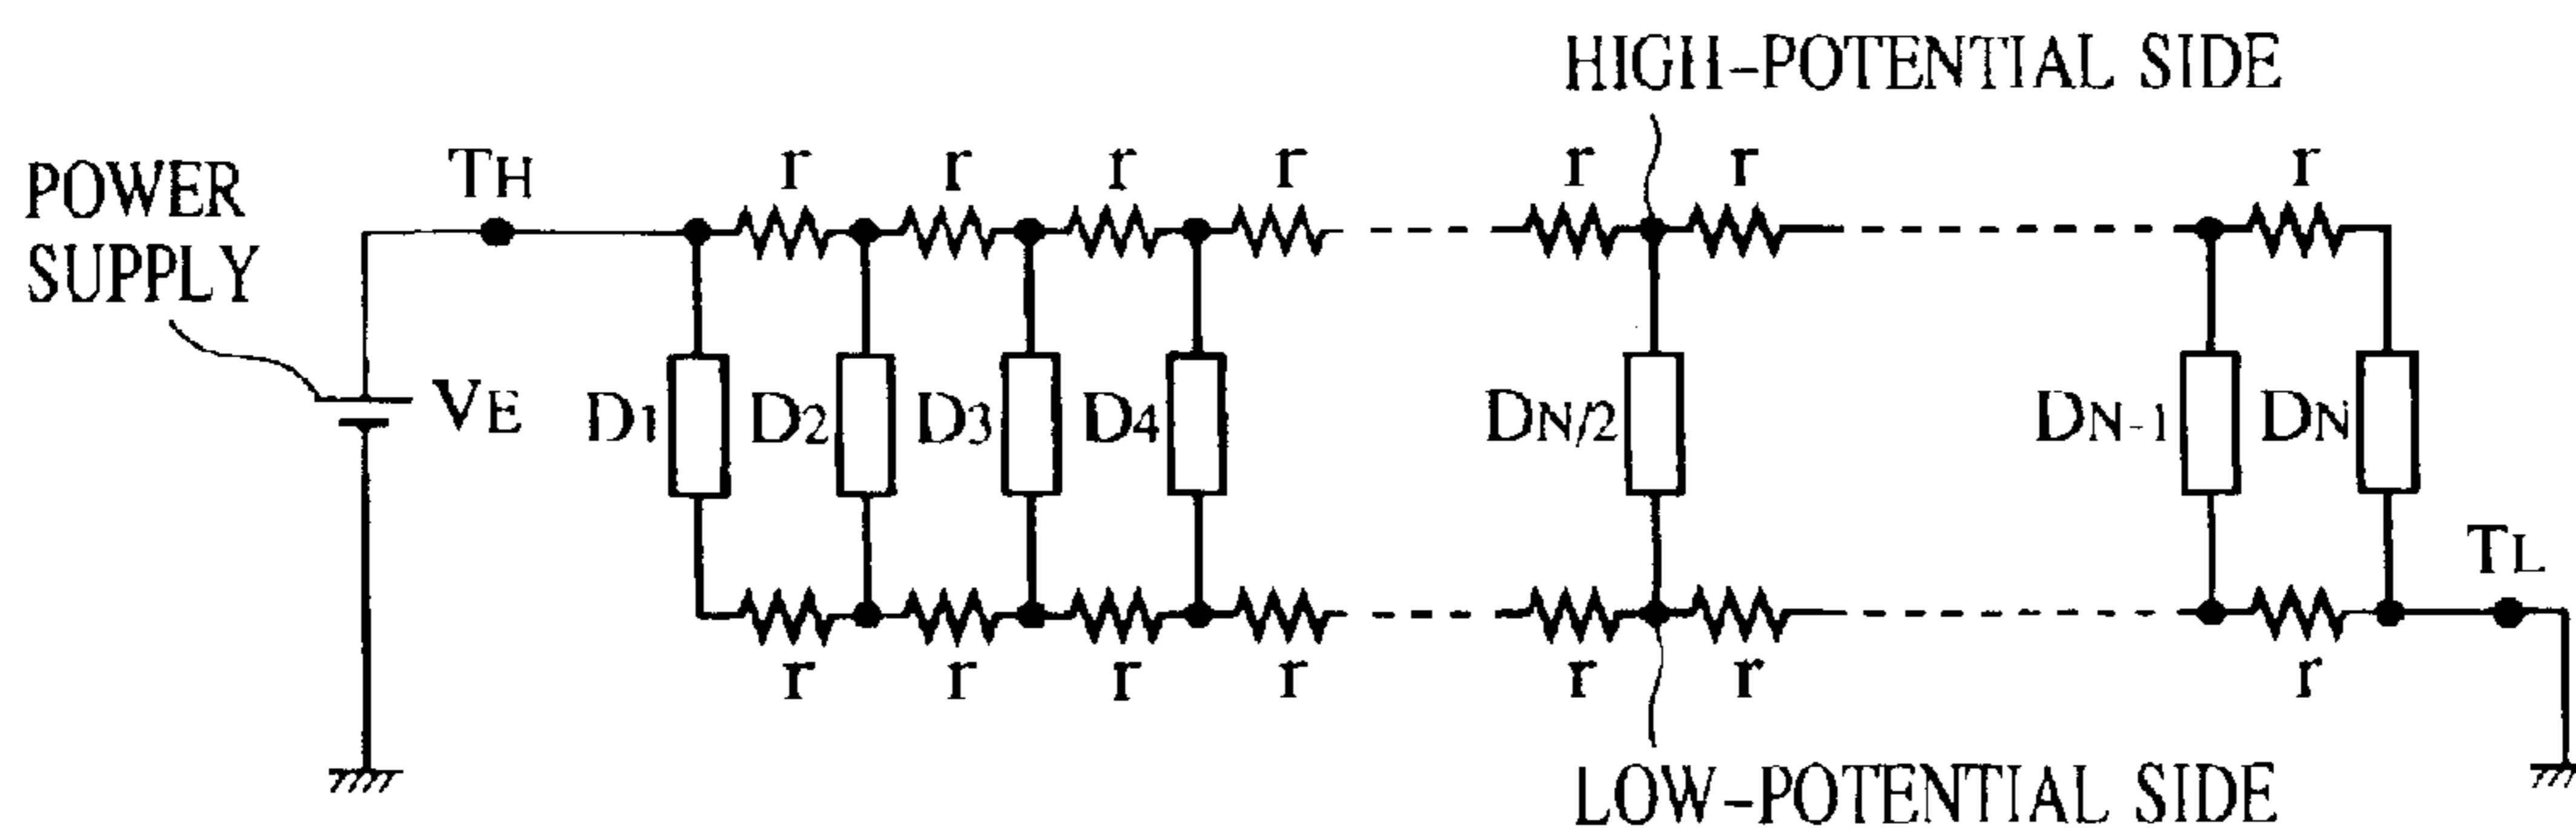 HIGH-POTENTIAL SIDE
POWER
SUPPLY
TH
r r r r r r r
VE
D1 D2 D3 D4 DN/2 DN-1 DN
TL
r r r r r r r
LOW-POTENTIAL SIDE